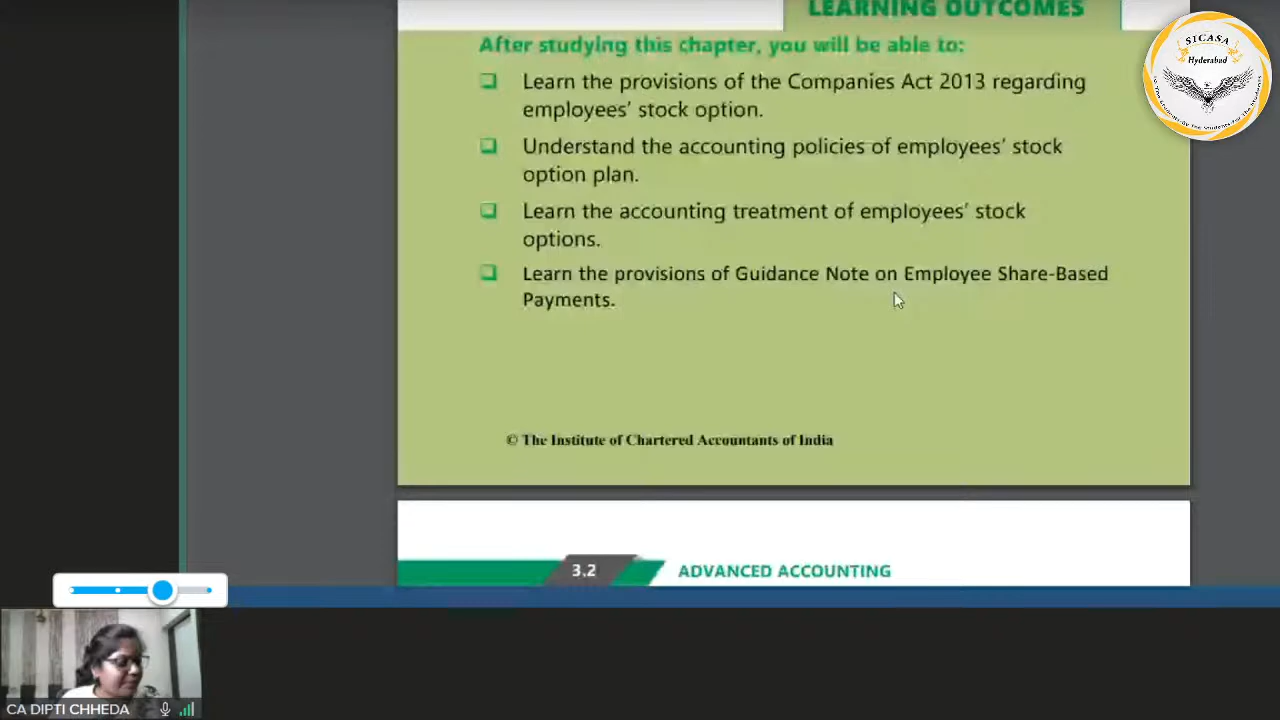 LEARNING OUTCOMES
After studying this chapter, you will be able to:
Learn the provisions of the Companies Act 2013 regarding
employees' stock option.
Understand the accounting policies of employees' stock
option plan.
Learn the accounting treatment of employees' stock
options.
Learn the provisions of Guidance Note on Employee Share-Based
Payments.
© The Institute of Chartered Accountants of India
3.2 ADVANCED ACCOUNTING
SICASA
Hyderabad
CA DIPTI CHHEDA